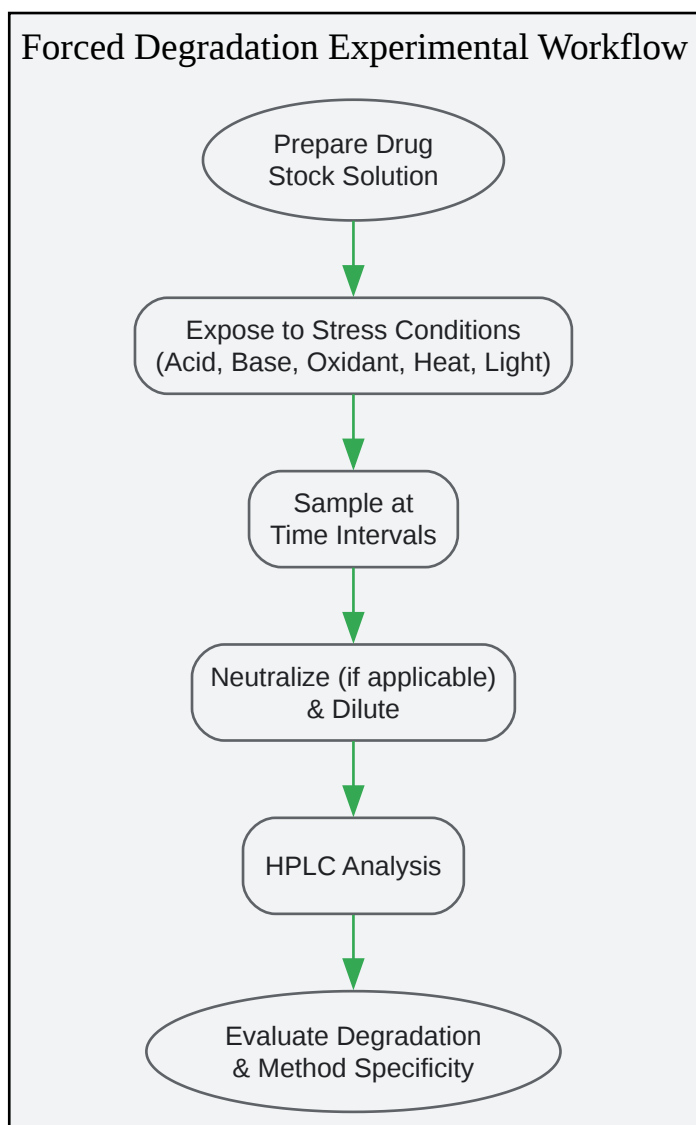 Forced Degradation Experimental Workflow
Prepare Drug
Stock Solution
Expose to Stress Conditions
(Acid, Base, Oxidant, Heat, Light)
Sample at
Time Intervals
Neutralize (if applicable)
& Dilute
HPLC Analysis
Evaluate Degradation
& Method Specificity